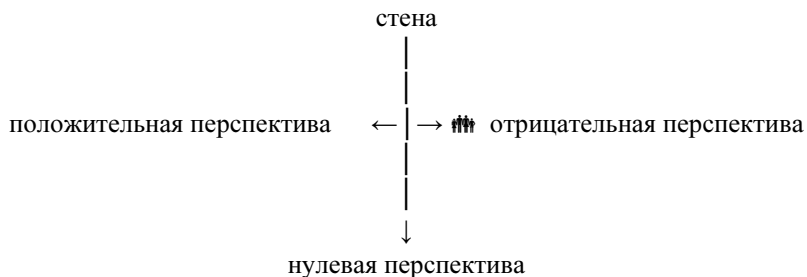 стена
положительная перспектива ← | → отрицательная перспектива
↓
нулевая перспектива